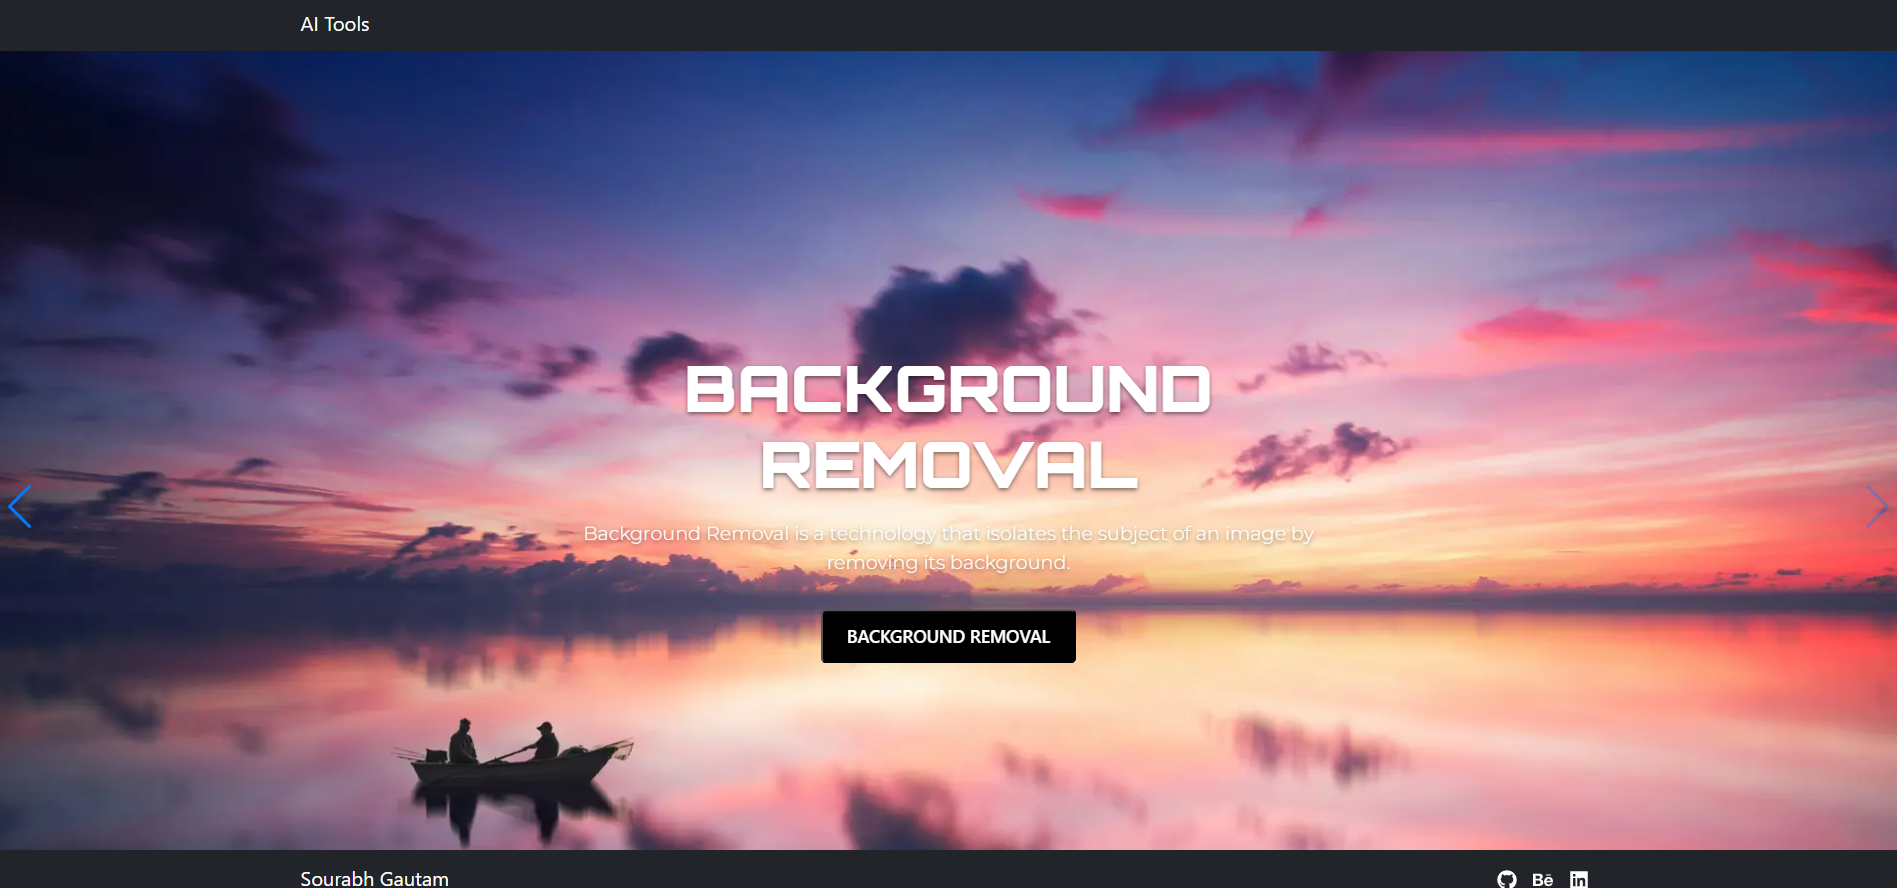 AI Tools
BACKGROUND
REMOVAL
Background Removal is a technology that isolates the subject of an image by
removing its background.
BACKGROUND REMOVAL
Sourabh Gautam
Bē
in